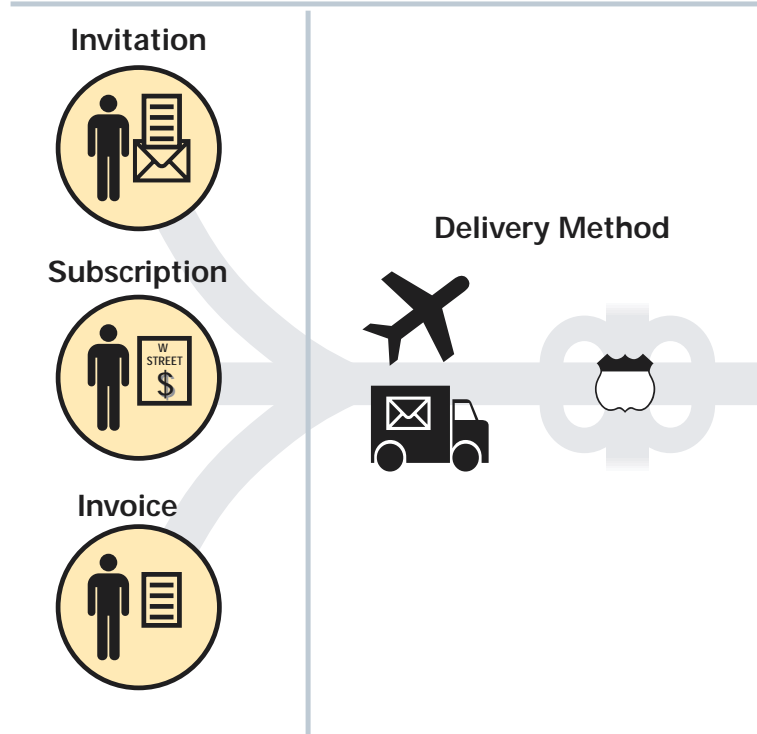 Invitation
Delivery Method
Subscription
W
STREET
$
Invoice